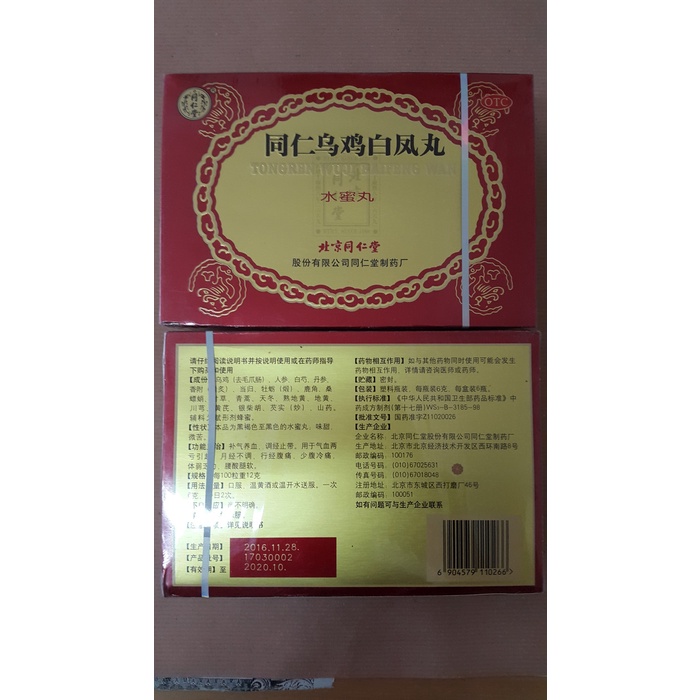 同仁堂
OTC
同仁乌鸡白凤丸
TONGREN WUJI BAIFENG WAN
水蜜丸
北京同仁堂
股份有限公司同仁堂制药厂
请仔 阅读说明书并按说明使用或在药师指导
下购 和使用
【成份 乌鸡(去毛爪肠)、人参、白芍、丹参、
香附 炙)、当归、牡蛎(煅)、鹿角、桑
螵蛸、 草、青蒿、天冬、熟地黄、地黄、
川芎、黄芪、银柴胡、芡实(炒)、山药。
辅料 赋形剂蜂蜜。
【性状 本品为黑褐色至黑色的水蜜丸,味甜、
微苦。
【功能 治】补气养血,调经止带。用于气血两
亏引 月经不调,行经腹痛,少腹冷痛,
体弱 力,腰酸腿软。
【规格 每100粒重12克
【用法 量】口服,温黄酒或温开水送服。一次
克, 日2次。
尚不明确。
详见说明书
【生产日期】 2016.11.28.
【产品批号】 17030002
【有效期】至 2020.10.
【药物相互作用】如与其他药物同时使用可能会发生
药物相互作用,详情请咨询医师或药师。
【贮藏】密封。
【包装】塑料瓶装,每瓶装6克,每盒装6瓶。
【执行标准】《中华人民共和国卫生部药品标准》中
药成方制剂(第十七册)WS₃-B-3185-98
【批准文号】国药准字Z11020026
【生产企业】
企业名称:北京同仁堂股份有限公司同仁堂制药厂
生产地址:北京市北京经济技术开发区西环南路8号
邮政编码:100176
电话号码:(010)67025631
传真号码:(010)67018048
注册地址:北京市东城区西打磨厂46号
邮政编码:100051
如有问题可与生产企业联系
6 904579 110266